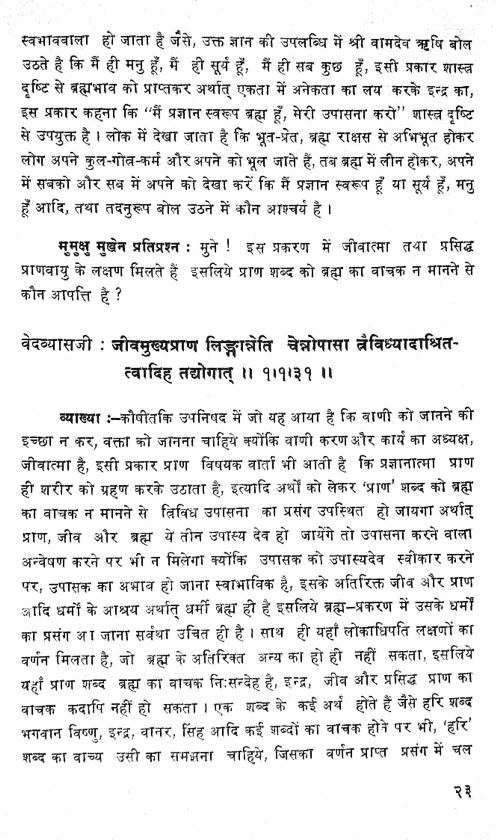 स्वभाववाला हो जाता है जैसे, उक्त ज्ञान की उपलब्धि में श्री वामदेव ऋषि बोल
उठते है कि मैं ही मनु हूँ, मैं ही सूर्य हूँ, मैं ही सब कुछ हूँ, इसी प्रकार शास्त्र
दृष्टि से ब्रह्मभाव को प्राप्तकर अर्थात् एकता में अनेकता का लय करके इन्द्र का,
इस प्रकार कहना कि “मैं प्रज्ञान स्वरूप ब्रह्म हूँ, मेरी उपासना करो” शास्त्र दृष्टि
से उपयुक्त है। लोक में देखा जाता है कि भूत-प्रेत, ब्रह्म राक्षस से अभिभूत होकर
लोग अपने कुल-गोत्र-कर्म और अपने को भूल जाते हैं, तब ब्रह्म में लीन होकर, अपने
में सबको और सब में अपने को देखा करें कि मैं प्रज्ञान स्वरूप हूँ या सूर्य हूँ, मनु
हूँ आदि, तथा तदनुरूप बोल उठने में कौन आश्चर्य है।
मुमुक्षु मुखेन प्रतिप्रश्न : मुने ! इस प्रकरण में जीवात्मा तथा प्रसिद्ध
प्राणवायु के लक्षण मिलते हैं इसलिये प्राण शब्द को ब्रह्म का वाचक न मानने से
कौन आपत्ति है ?
वेदव्यासजी : जीवमुख्यप्राण लिङ्गान्नेति चेन्नोपासा त्रैविध्यादाश्रित-
त्वादिह तद्योगात् ॥ १।१।३१ ॥
व्याख्या :–कौषीतकि उपनिषद में जो यह आया है कि वाणी को जानने की
इच्छा न कर, वक्ता को जानना चाहिये क्योंकि वाणी करण और कार्य का अध्यक्ष,
जीवात्मा है, इसी प्रकार प्राण विषयक वार्ता भी आती है कि प्रज्ञानात्मा प्राण
ही शरीर को ग्रहण करके उठाता है, इत्यादि अर्थों को लेकर ‘प्राण’ शब्द को ब्रह्म
का वाचक न मानने से त्रिविध उपासना का प्रसंग उपस्थित हो जायगा अर्थात्
प्राण, जीव और ब्रह्म ये तीन उपास्य देव हो जायेंगे तो उपासना करने वाला
अन्वेषण करने पर भी न मिलेगा क्योंकि उपासक को उपास्यदेव स्वीकार करने
पर, उपासक का अभाव हो जाना स्वाभाविक है, इसके अतिरिक्त जीव और प्राण
आदि धर्मों के आश्रय अर्थात् धर्मी ब्रह्म ही है इसलिये ब्रह्म–प्रकरण में उसके धर्मों
का प्रसंग आ जाना सर्वथा उचित ही है। साथ ही यहाँ लोकाधिपति लक्षणों का
वर्णन मिलता है, जो ब्रह्म के अतिरिक्त अन्य का हो ही नहीं सकता, इसलिये
यहाँ प्राण शब्द ब्रह्म का वाचक नि:सन्देह है, इन्द्र, जीव और प्रसिद्ध प्राण का
वाचक कदापि नहीं हो सकता। एक शब्द के कई अर्थ होते हैं जैसे हरि शब्द
भगवान विष्णु, इन्द्र, वानर, सिंह आदि कई शब्दों का वाचक होने पर भी, ‘हरि’
शब्द का वाच्य उसी का समझना चाहिये, जिसका वर्णन प्राप्त प्रसंग में चल
२३